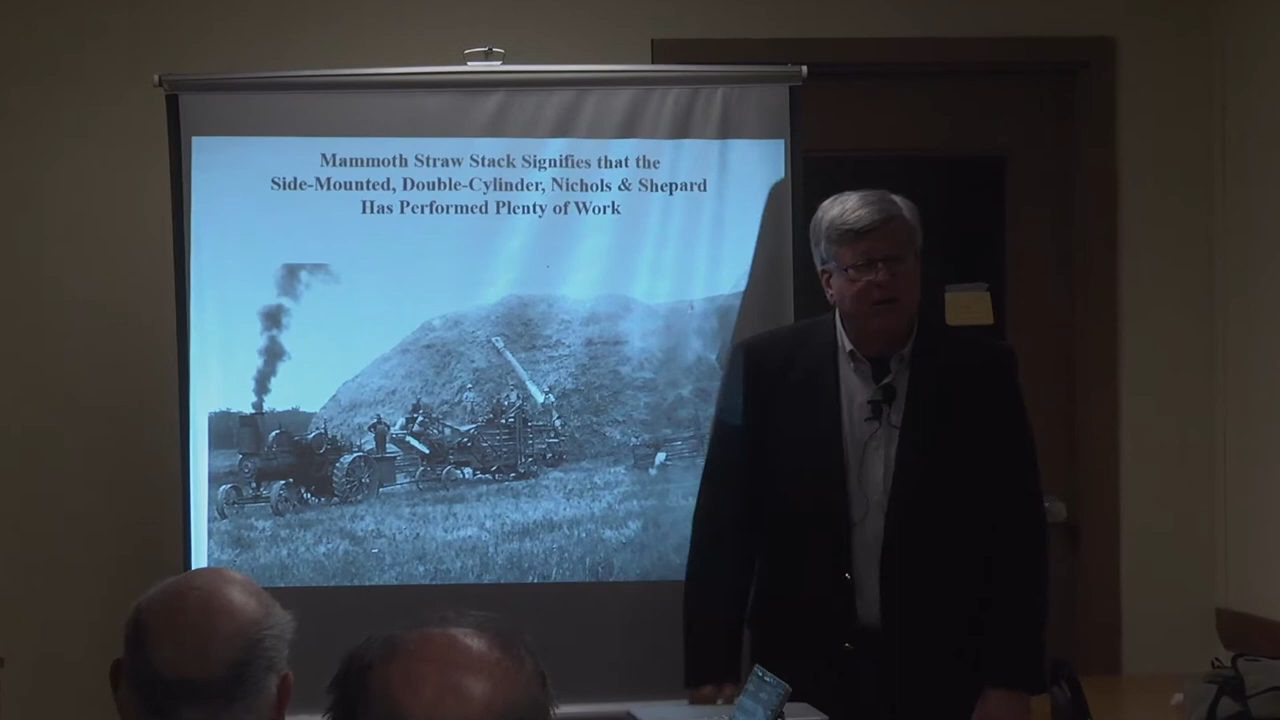 Mammoth Straw Stack Signifies that the
Side-Mounted, Double-Cylinder, Nichols & Shepard
Has Performed Plenty of Work